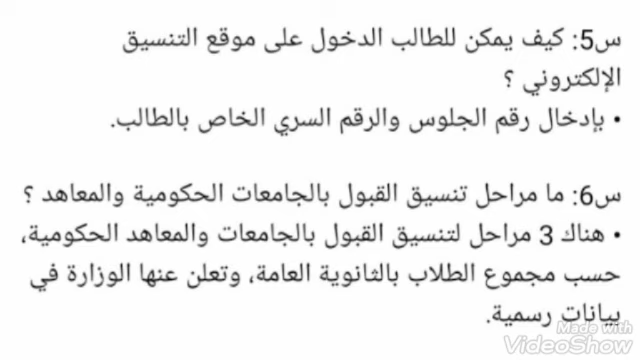 س5: كيف يمكن للطالب الدخول على موقع التنسيق
الإلكتروني ؟
• بإدخال رقم الجلوس والرقم السري الخاص بالطالب.
س6: ما مراحل تنسيق القبول بالجامعات الحكومية والمعاهد ؟
• هناك 3 مراحل لتنسيق القبول بالجامعات والمعاهد الحكومية،
حسب مجموع الطلاب بالثانوية العامة، وتعلن عنها الوزارة في
بيانات رسمية.
Made with
VideoShow